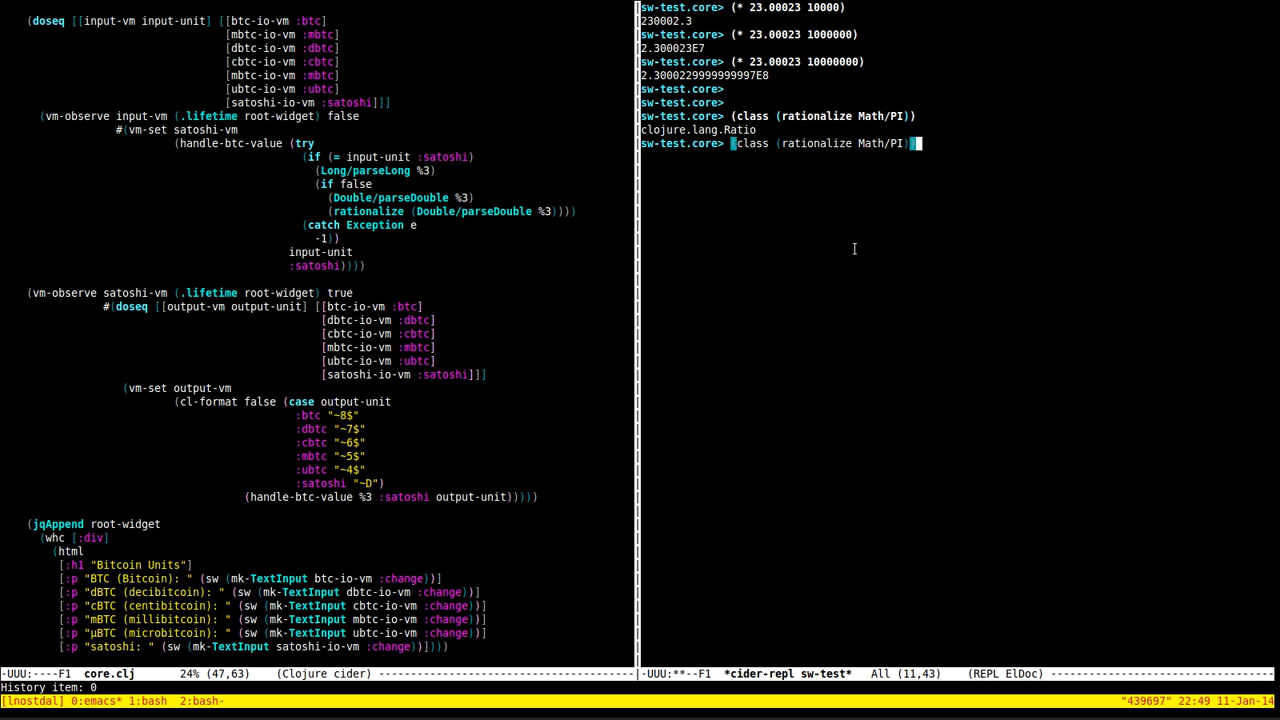 (doseq [[input-vm input-unit] [[btc-io-vm :btc]
[mbtc-io-vm :mbtc]
[dbtc-io-vm :dbtc]
[cbtc-io-vm :cbtc]
[mbtc-io-vm :mbtc]
[ubtc-io-vm :ubtc]
[satoshi-io-vm :satoshi]]]
(vm-observe input-vm (.lifetime root-widget) false
#(vm-set satoshi-vm
(handle-btc-value (try
(if (= input-unit :satoshi)
(Long/parseLong %3)
(if false
(Double/parseDouble %3)
(rationalize (Double/parseDouble %3))))
(catch Exception e
-1))
input-unit
:satoshi))))
(vm-observe satoshi-vm (.lifetime root-widget) true
#(doseq [[output-vm output-unit] [[btc-io-vm :btc]
[dbtc-io-vm :dbtc]
[cbtc-io-vm :cbtc]
[mbtc-io-vm :mbtc]
[ubtc-io-vm :ubtc]
[satoshi-io-vm :satoshi]]]
(vm-set output-vm
(cl-format false (case output-unit
:btc "~8$"
:dbtc "~7$"
:cbtc "~6$"
:mbtc "~5$"
:ubtc "~4$"
:satoshi "~D")
(handle-btc-value %3 :satoshi output-unit)))))
(jqAppend root-widget
(whc [:div]
(html
[:h1 "Bitcoin Units"]
[:p "BTC (Bitcoin): " (sw (mk-TextInput btc-io-vm :change))]
[:p "dBTC (decibitcoin): " (sw (mk-TextInput dbtc-io-vm :change))]
[:p "cBTC (centibitcoin): " (sw (mk-TextInput cbtc-io-vm :change))]
[:p "mBTC (millibitcoin): " (sw (mk-TextInput mbtc-io-vm :change))]
[:p "µBTC (microbitcoin): " (sw (mk-TextInput ubtc-io-vm :change))]
[:p "satoshi: " (sw (mk-TextInput satoshi-io-vm :change))])))
-UUU:----F1 core.clj 24% (47,63) (Clojure cider) ----------------------------------------
sw-test.core> (* 23.00023 10000)
230002.3
sw-test.core> (* 23.00023 1000000)
2.300023E7
sw-test.core> (* 23.00023 10000000)
2.3000229999999997E8
sw-test.core>
sw-test.core>
sw-test.core> (class (rationalize Math/PI))
clojure.lang.Ratio
sw-test.core> (class (rationalize Math/PI))
-UUU:**--F1 *cider-repl sw-test* All (11,43) (REPL ElDoc) -----------------------------------
History item: 0
[lnostdal] 0:emacs* 1:bash 2:bash- "439697" 22:49 11-Jan-14